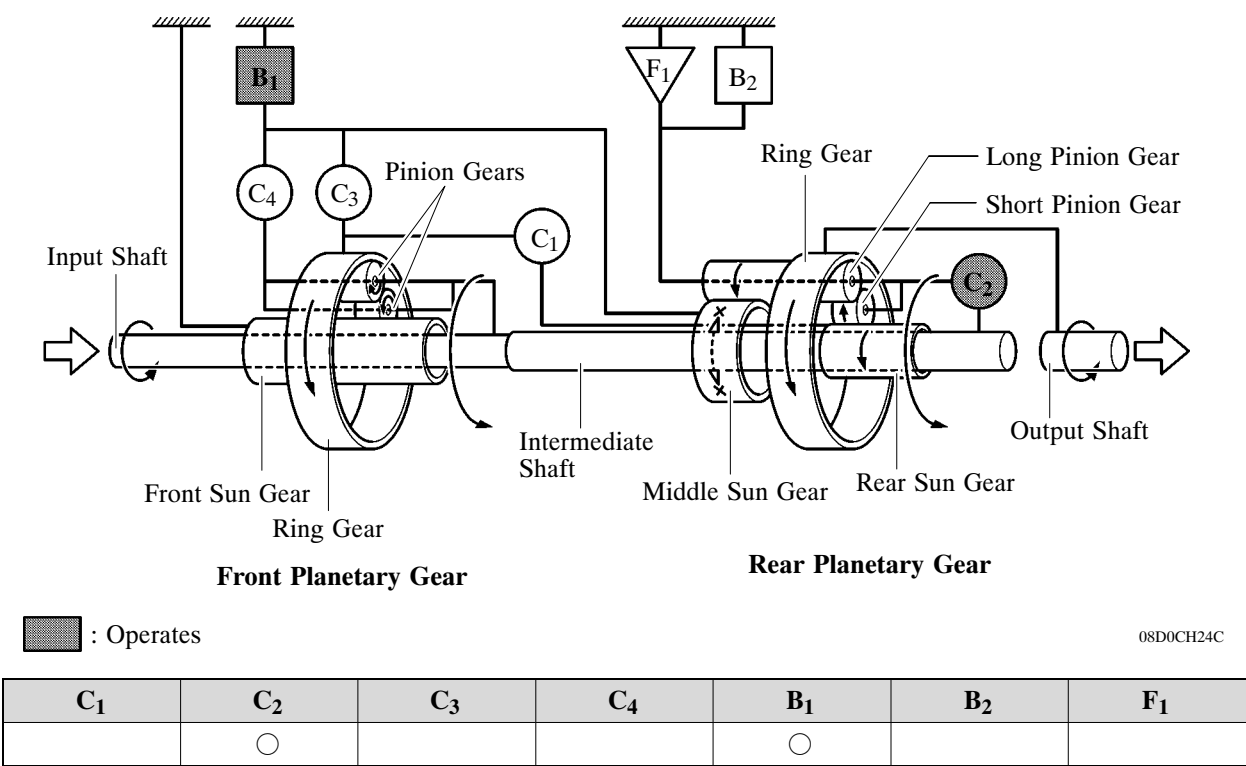 B1
F1
B2
Ring Gear
Long Pinion Gear
Pinion Gears
C4
C3
Short Pinion Gear
C1
Input Shaft
C2
Intermediate
Shaft
Output Shaft
Front Sun Gear
Middle Sun Gear
Rear Sun Gear
Ring Gear
Front Planetary Gear
Rear Planetary Gear
: Operates
08D0CH24C
C1 C2 C3 C4 B1 B2 F1
○ ○